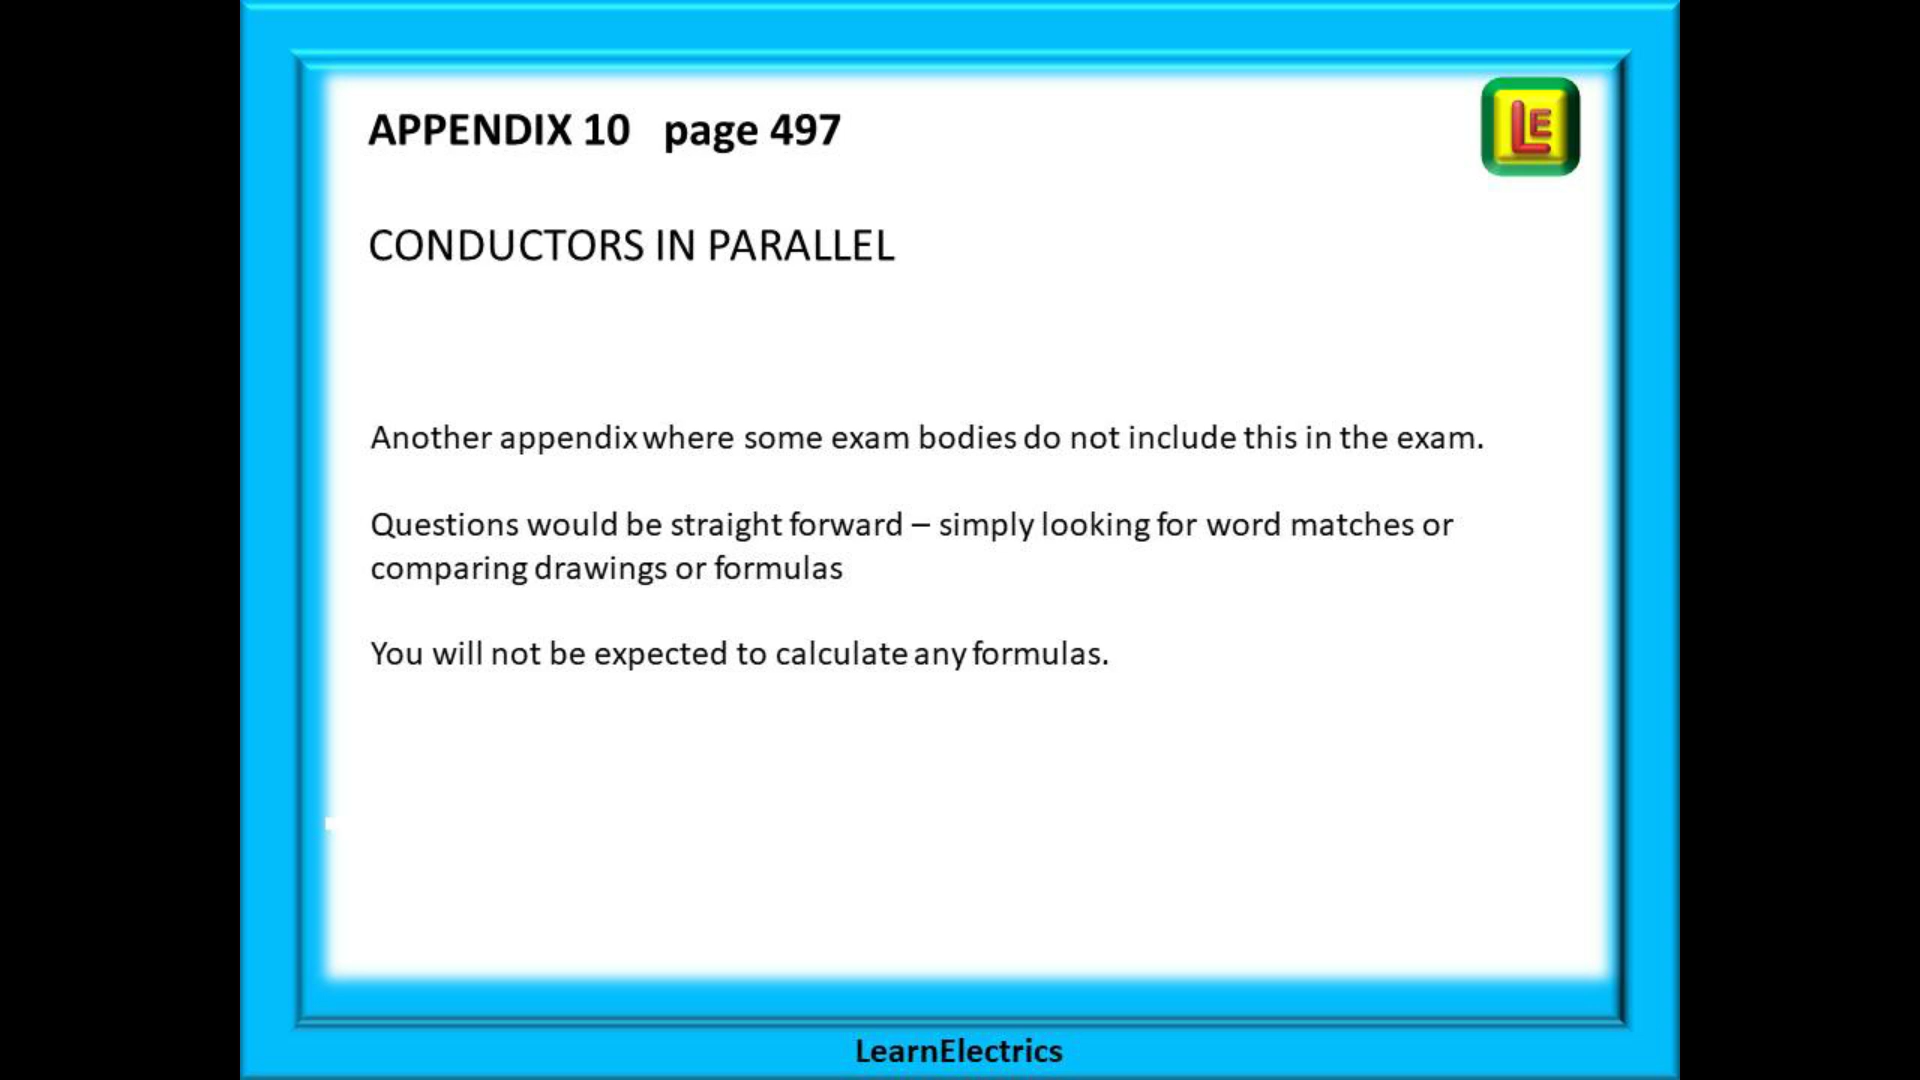 APPENDIX 10 page 497
LE
CONDUCTORS IN PARALLEL
Another appendix where some exam bodies do not include this in the exam.
Questions would be straight forward – simply looking for word matches or
comparing drawings or formulas
You will not be expected to calculate any formulas.
LearnElectrics